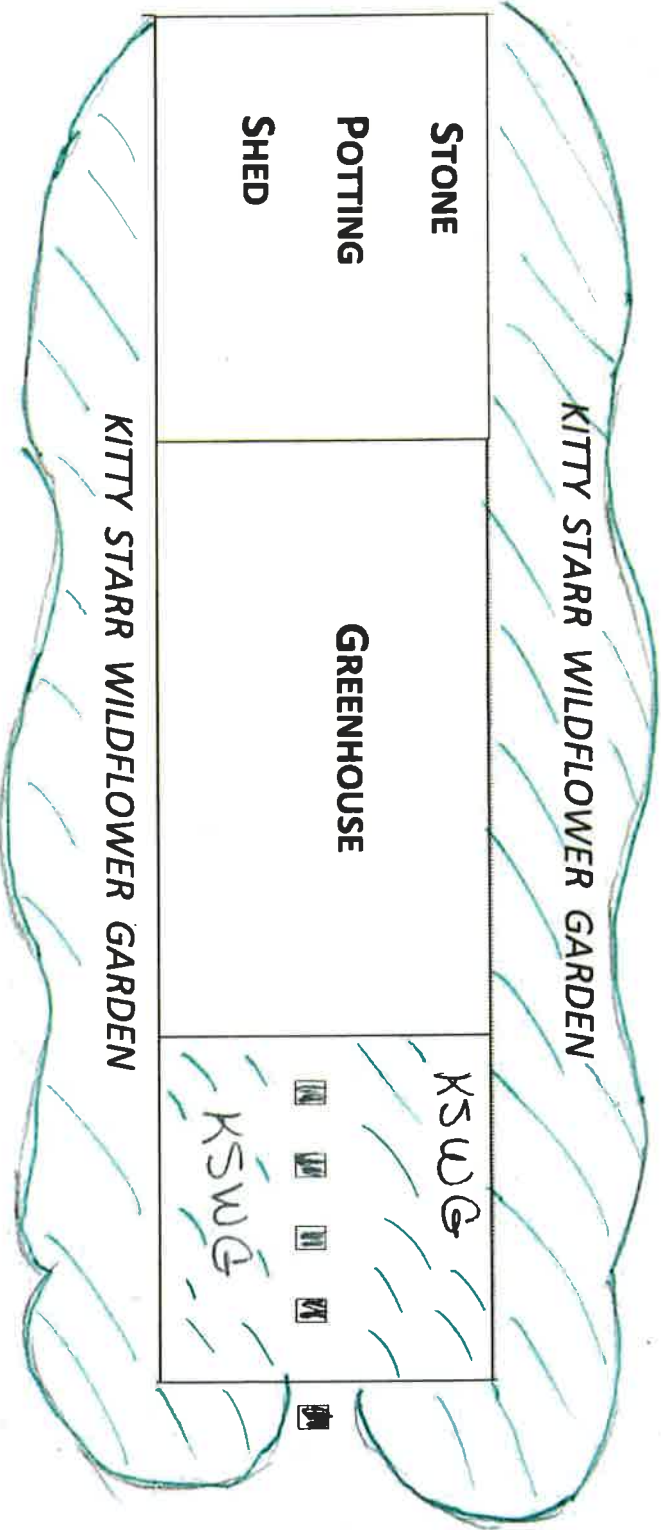 KITTY STARR WILDFLOWER GARDEN
STONE
POTTING
SHED
GREENHOUSE
KSWG
KSWG
KITTY STARR WILDFLOWER GARDEN